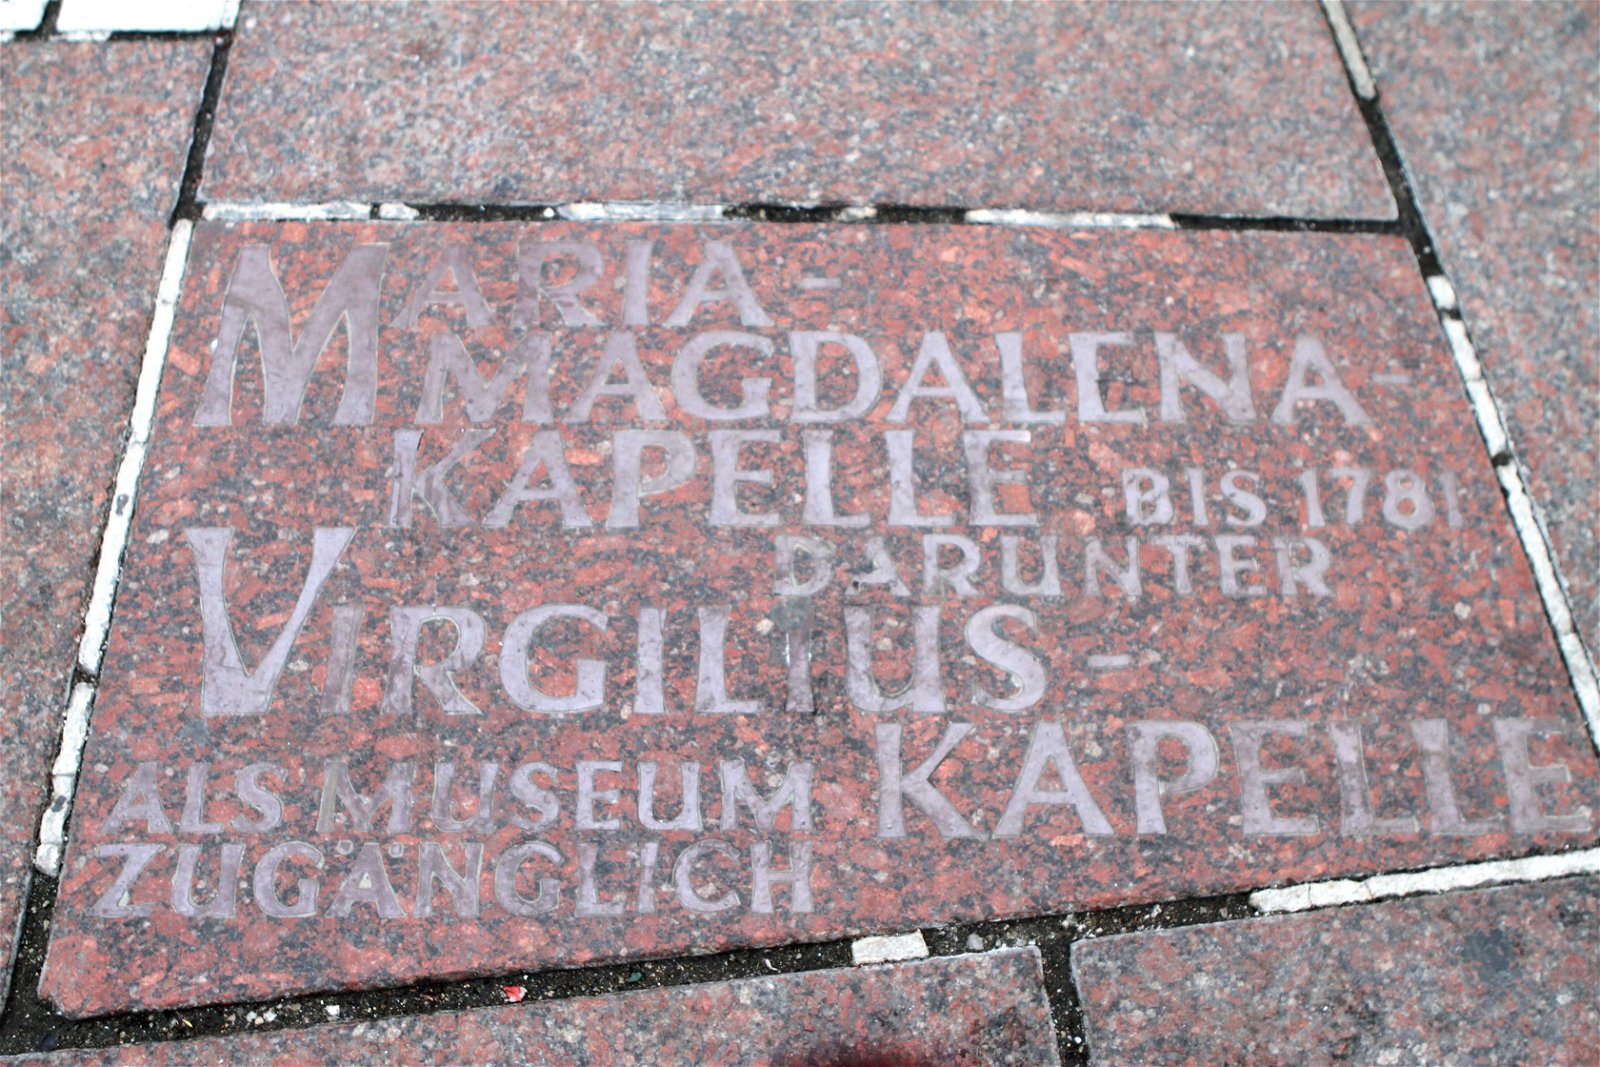 MARIA-
MAGDALENA-
KAPELLE BIS 1781
DARUNTER
VIRGILIUS-
KAPELLE
ALS MUSEUM
ZUGÄNGLICH